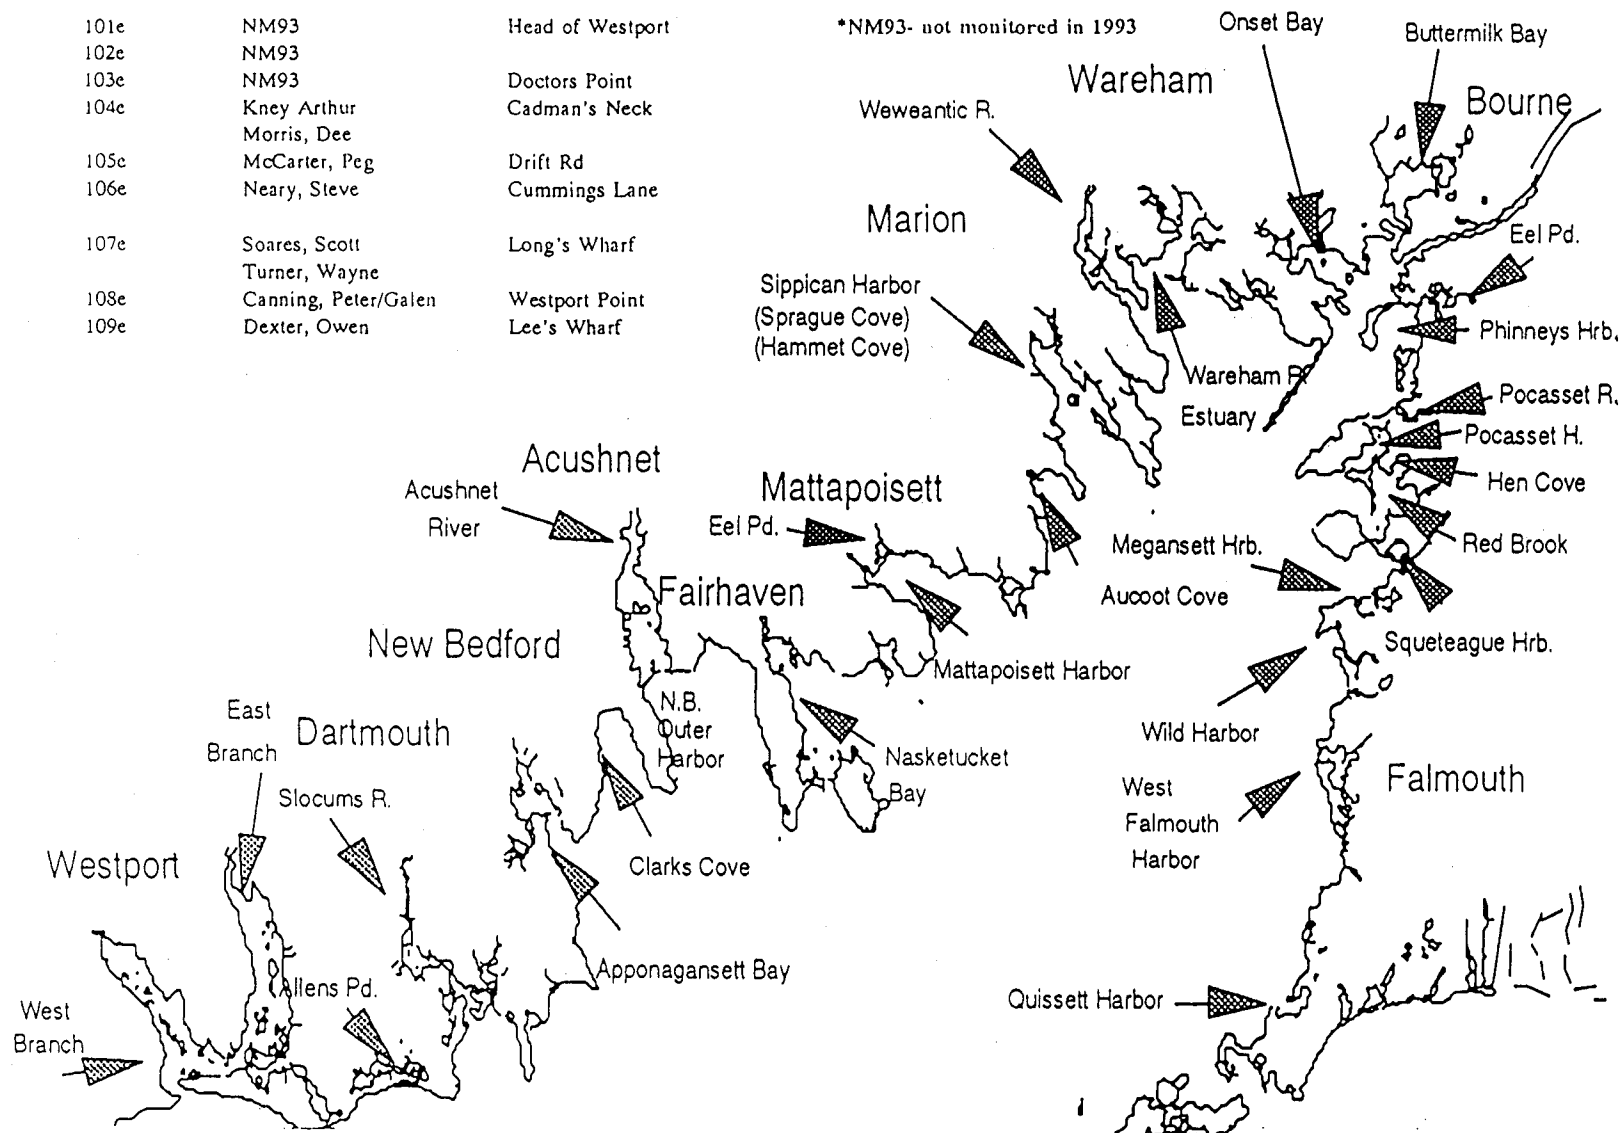 101e NM93 Head of Westport *NM93- not monitored in 1993
102e NM93
103e NM93 Doctors Point
104e Kney Arthur Cadman's Neck
Morris, Dee
105e McCarter, Peg Drift Rd
106e Neary, Steve Cummings Lane
107e Soares, Scott Long's Wharf
Turner, Wayne
108e Canning, Peter/Galen Westport Point
109e Dexter, Owen Lee's Wharf
Onset Bay
Buttermilk Bay
Wareham
Bourne
Weweantic R.
Marion
Eel Pd.
Sippican Harbor
(Sprague Cove)
(Hammet Cove)
Phinneys Hrb.
Wareham R.
Estuary
Pocasset R.
Pocasset H.
Hen Cove
Red Brook
Acushnet
Acushnet
River
Mattapoisett
Eel Pd.
Megansett Hrb.
Aucoot Cove
Squeteague Hrb.
Fairhaven
New Bedford
Mattapoisett Harbor
N.B.
Outer
Harbor
Wild Harbor
East
Branch
Dartmouth
Slocums R.
Nasketucket
Bay
West
Falmouth
Harbor
Falmouth
Westport
Clarks Cove
Apponagansett Bay
Allens Pd.
West
Branch
Quissett Harbor